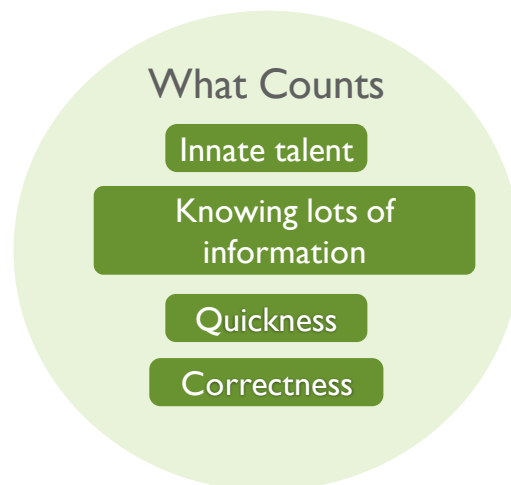 What Counts
Innate talent
Knowing lots of
information
Quickness
Correctness